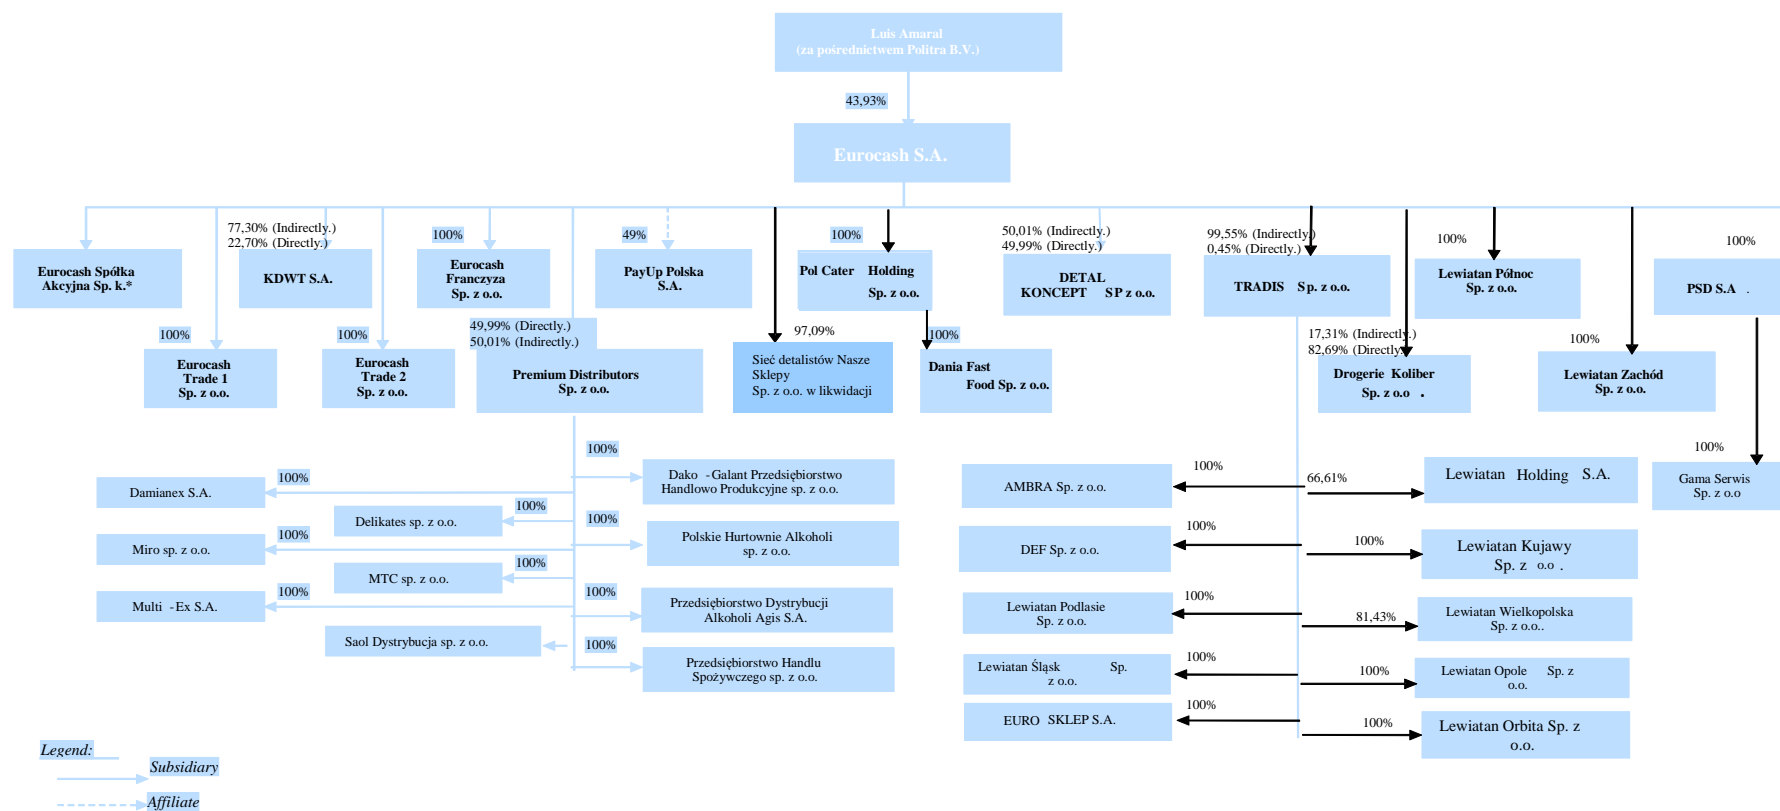 Luis Amaral
(za pośrednictwem Politra B.V.)
43,93%
Eurocash S.A.
77,30% (Indirectly.)
22,70% (Directly.)
100%
49%
100%
50,01% (Indirectly.)
49,99% (Directly.)
99,55% (Indirectly.)
0,45% (Directly.)
100%
100%
Eurocash Spółka
Akcyjna Sp. k.*
KDWT S.A.
Eurocash
Franczyza
Sp. z o.o.
PayUp Polska
S.A.
Pol Cater Holding
Sp. z o.o.
DETAL
KONCEPT SP z o.o.
TRADIS Sp. z o.o.
Lewiatan Północ
Sp. z o.o.
PSD S.A .
100%
100%
49,99% (Directly.)
50,01% (Indirectly.)
97,09%
100%
17,31% (Indirectly.)
82,69% (Directly.)
100%
Eurocash
Trade 1
Sp. z o.o.
Eurocash
Trade 2
Sp. z o.o.
Premium Distributors
Sp. z o.o.
Sieć detalistów Nasze
Sklepy
Sp. z o.o. w likwidacji
Dania Fast
Food Sp. z o.o.
Drogerie Koliber
Sp. z o.o .
Lewiatan Zachód
Sp. z o.o.
100%
Gama Serwis
Sp. z o.o
100%
Dako -Galant Przedsiębiorstwo
Handlowo Produkcyjne sp. z o.o.
100%
Damianex S.A.
100%
Delikates sp. z o.o.
100%
Polskie Hurtownie Alkoholi
sp. z o.o.
100%
Miro sp. z o.o.
100%
MTC sp. z o.o.
100%
Multi -Ex S.A.
100%
Przedsiębiorstwo Dystrybucji
Alkoholi Agis S.A.
Saol Dystrybucja sp. z o.o.
100%
Przedsiębiorstwo Handlu
Spożywczego sp. z o.o.
100%
AMBRA Sp. z o.o.
66,61%
Lewiatan Holding S.A.
100%
DEF Sp. z o.o.
100%
Lewiatan Kujawy
Sp. z o.o .
100%
Lewiatan Podlasie
Sp. z o.o.
81,43%
Lewiatan Wielkopolska
Sp. z o.o..
100%
Lewiatan Śląsk Sp.
z o.o.
100%
Lewiatan Opole Sp. z
o.o.
100%
EURO SKLEP S.A.
100%
Lewiatan Orbita Sp. z
o.o.
Legend:
Subsidiary
Affiliate